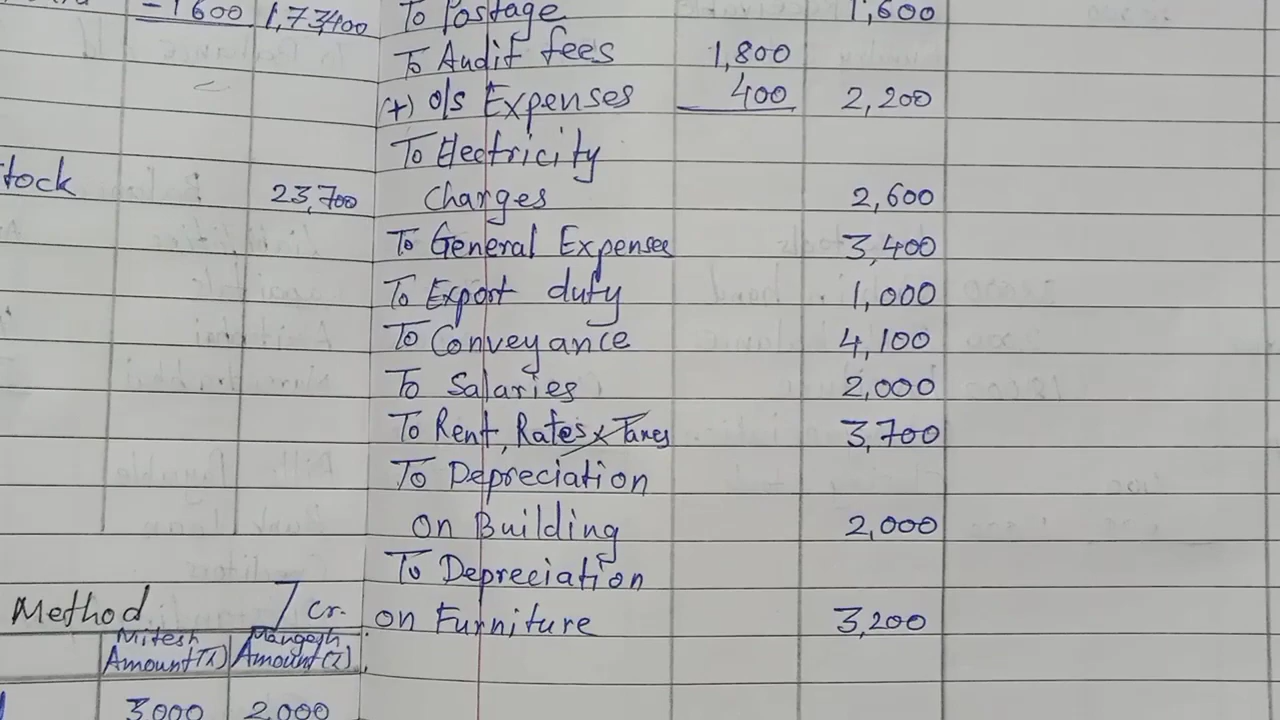 1600 1,73,400
To Postage 1,600
To Audit fees 1,800
(+) o/s Expenses 400 2,200
To Electricity
tock 23,700 Charges 2,600
To General Expenses 3,400
To Export duty 1,000
To Conveyance 4,100
To Salaries 2,000
To Rent, Rates & Taxes 3,700
To Depreciation
on Building 2,000
To Depreciation
on Furniture 3,200
Method Cr.
Mitesh
Amount(₹)
Mangesh
Amount(₹)
3000 2,000